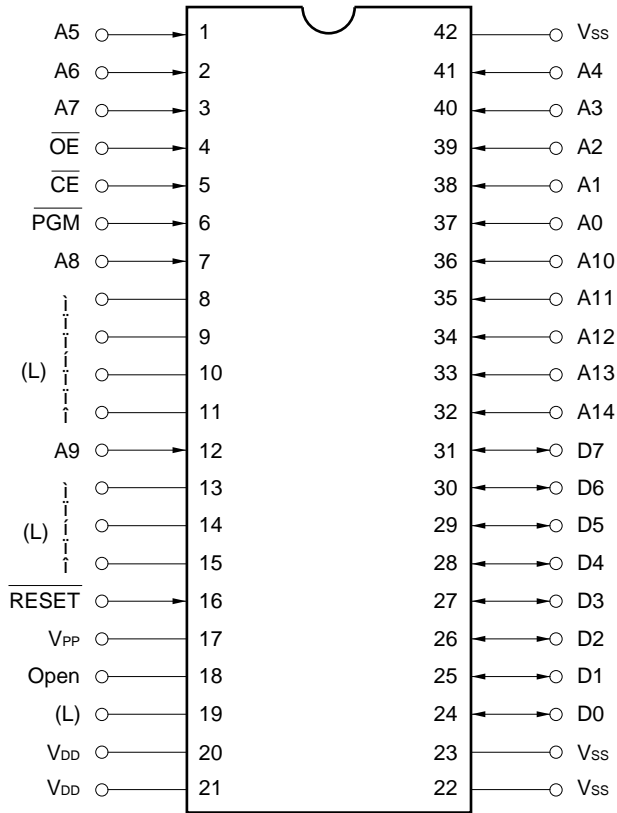 A5 1 42 VSS
A6 2 41 A4
A7 3 40 A3
OE 4 39 A2
CE 5 38 A1
PGM 6 37 A0
A8 7 36 A10
8 35 A11
9 34 A12
(L) 10 33 A13
11 32 A14
A9 12 31 D7
13 30 D6
(L) 14 29 D5
15 28 D4
RESET 16 27 D3
VPP 17 26 D2
Open 18 25 D1
(L) 19 24 D0
VDD 20 23 VSS
VDD 21 22 VSS